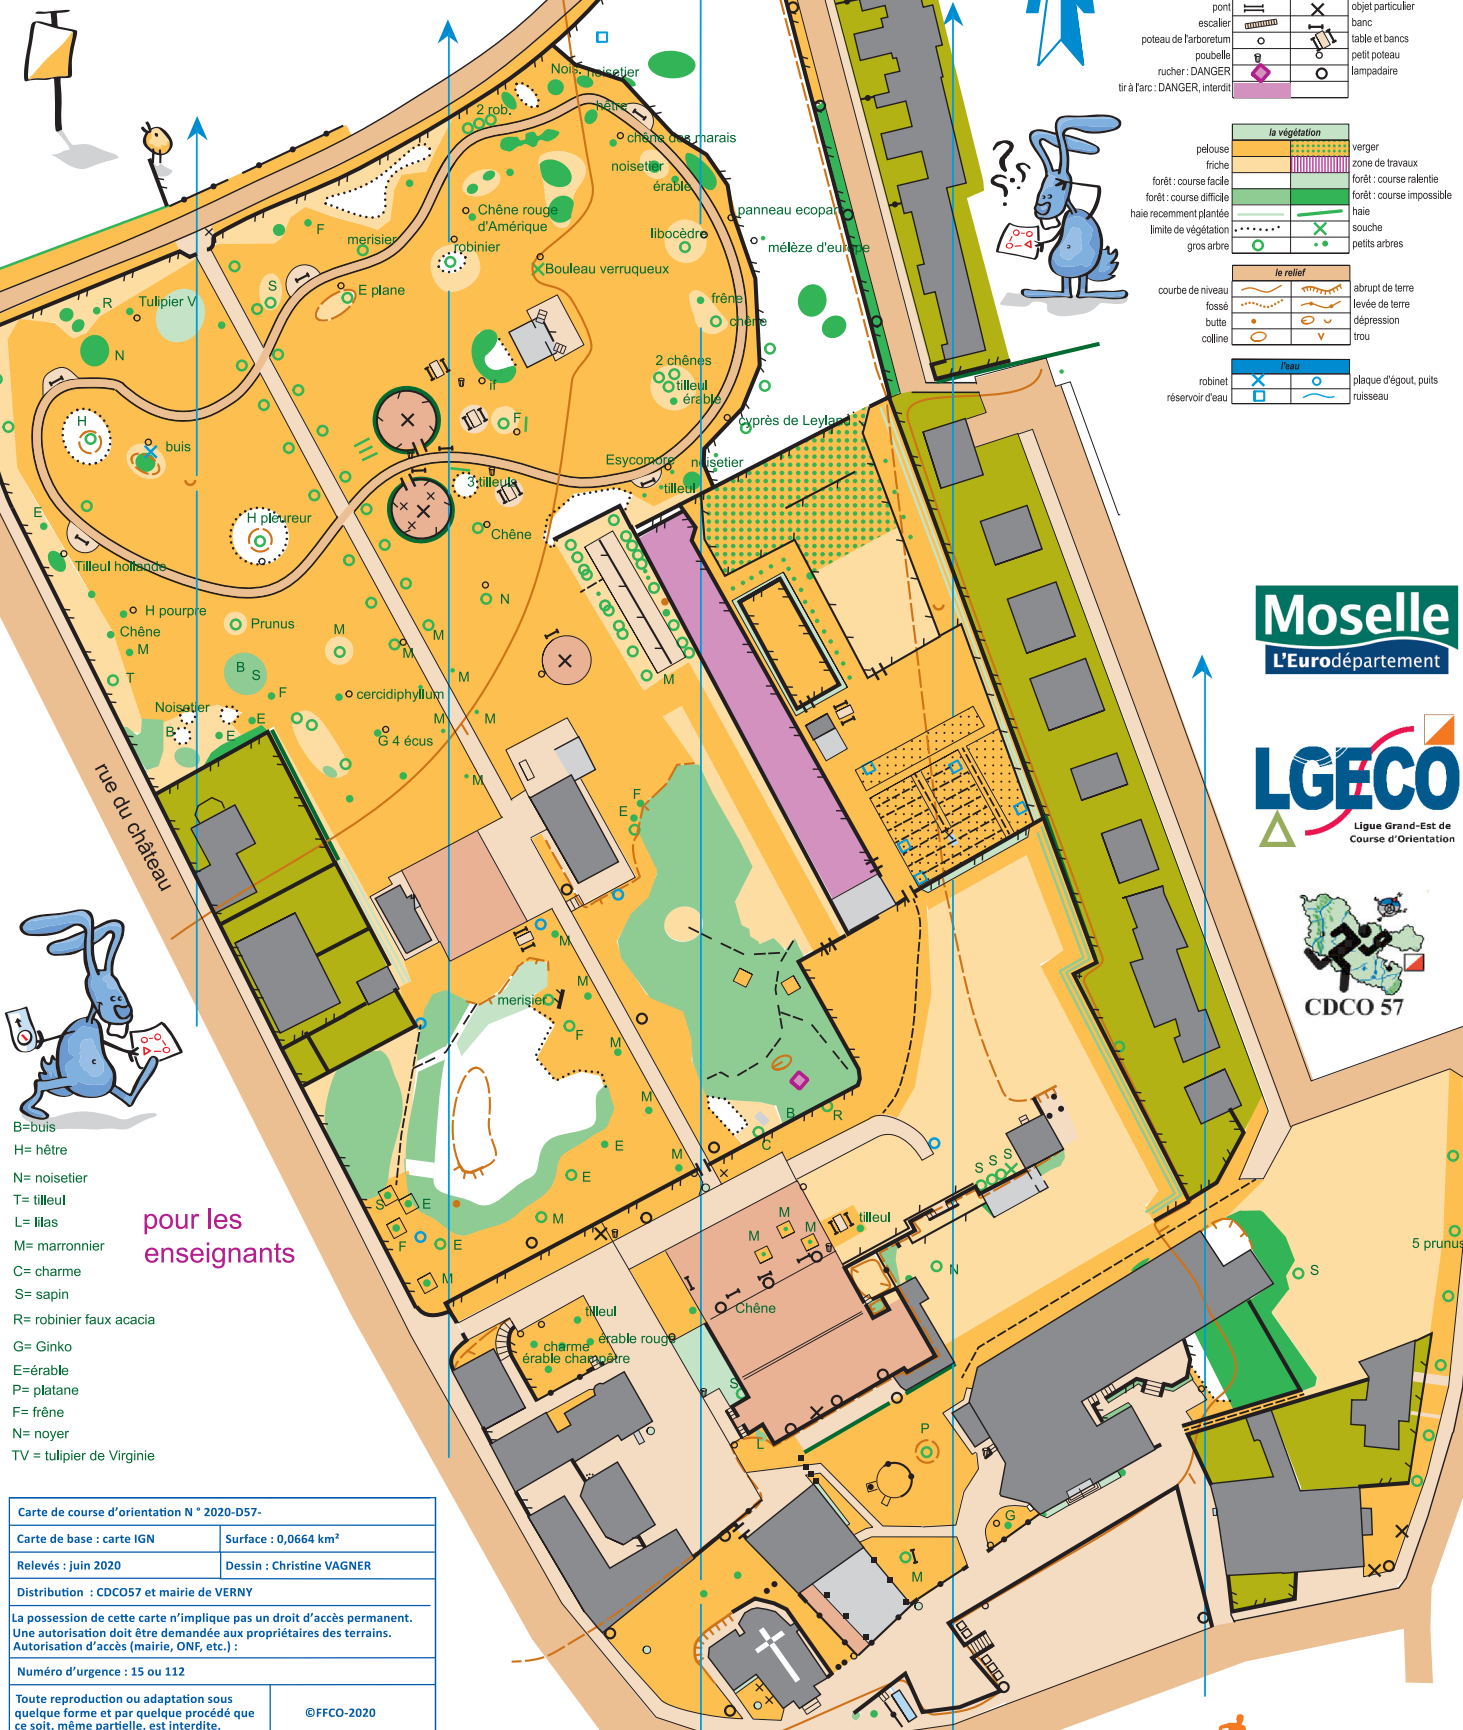 pont
objet particulier
escalier
banc
poteau de l'arboretum
table et bancs
poubelle
petit poteau
rucher : DANGER
lampadaire
tir à l'arc : DANGER, interdit
la végétation
pelouse
verger
friche
zone de travaux
forêt : course facile
forêt : course ralentie
forêt : course difficile
forêt : course impossible
haie recemment plantée
haie
limite de végétation
souche
gros arbre
petits arbres
le relief
courbe de niveau
abrupt de terre
fossé
levée de terre
butte
dépression
colline
trou
l'eau
robinet
plaque d'égout, puits
réservoir d'eau
ruisseau
Nois.
noisetier
2 rob.
hêtre
chêne des marais
noisetier
érable
Chêne rouge
d'Amérique
panneau ecopar
F
merisier
robinier
libocèdre
mélèze d'europe
Bouleau verruqueux
S
E plane
R
Tulipier V
frêne
chêne
N
2 chênes
if
tilleul
érable
H
F
cyprès de Leyland
buis
Esycomore
noisetier
3 tilleuls
tilleul
E
H pleureur
Chêne
Tilleul hollande
N
H pourpre
Prunus
Chêne
M
M
M
M
T
B
S
M
M
F
cercidiphyllum
Noisetier
E
M
M
B
E
G 4 écus
M
F
E
rue du château
M
merisier
M
F
M
M
B
R
C
E
M
E
S
E
M
F
E
M
S
S
S
M
M
M
tilleul
N
S
5 prunus
Chêne
tilleul
érable rouge
charme
érable champêtre
S
L
P
G
M
Moselle
L'Eurodépartement
LGECO
Ligue Grand-Est de
Course d'Orientation
CDCO 57
B=buis
H= hêtre
N= noisetier
T= tilleul
L= lilas
M= marronnier
C= charme
S= sapin
R= robinier faux acacia
G= Ginko
E=érable
P= platane
F= frêne
N= noyer
TV = tulipier de Virginie
pour les
enseignants
Carte de course d'orientation N ° 2020-D57-
Carte de base : carte IGN
Surface : 0,0664 km²
Relevés : juin 2020
Dessin : Christine VAGNER
Distribution : CDCO57 et mairie de VERNY
La possession de cette carte n'implique pas un droit d'accès permanent.
Une autorisation doit être demandée aux propriétaires des terrains.
Autorisation d'accès (mairie, ONF, etc.) :
Numéro d'urgence : 15 ou 112
Toute reproduction ou adaptation sous
quelque forme et par quelque procédé que
ce soit, même partielle, est interdite.
©FFCO-2020